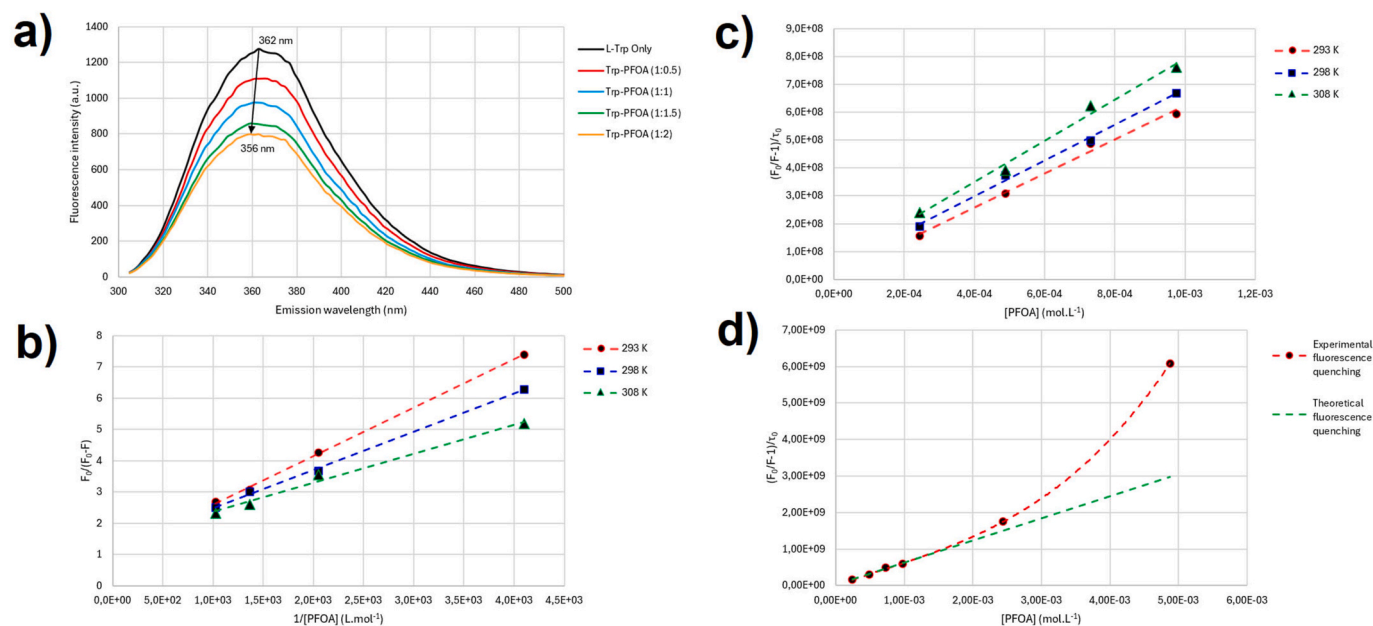 a)
1400
1200
1000
800
600
400
200
0
300 320 340 360 380 400 420 440 460 480 500
Fluorescence intensity (a.u.)
Emission wavelength (nm)
362 nm
356 nm
L-Trp Only
Trp-PFOA (1:0.5)
Trp-PFOA (1:1)
Trp-PFOA (1:1.5)
Trp-PFOA (1:2)
c)
9,0E+08
8,0E+08
7,0E+08
6,0E+08
5,0E+08
4,0E+08
3,0E+08
2,0E+08
1,0E+08
0,0E+00
0,0E+00 2,0E-04 4,0E-04 6,0E-04 8,0E-04 1,0E-03 1,2E-03
(F₀/F-1)/τ₀
[PFOA] (mol.L⁻¹)
293 K
298 K
308 K
b)
8
7
6
5
4
3
2
1
0
0,0E+00 5,0E+02 1,0E+03 1,5E+03 2,0E+03 2,5E+03 3,0E+03 3,5E+03 4,0E+03 4,5E+03
F₀/(F₀-F)
1/[PFOA] (L.mol⁻¹)
293 K
298 K
308 K
d)
7,00E+09
6,00E+09
5,00E+09
4,00E+09
3,00E+09
2,00E+09
1,00E+09
0,00E+00
0,00E+00 1,00E-03 2,00E-03 3,00E-03 4,00E-03 5,00E-03 6,00E-03
(F₀/F-1)/τ₀
[PFOA] (mol.L⁻¹)
Experimental
fluorescence
quenching
Theoretical
fluorescence
quenching